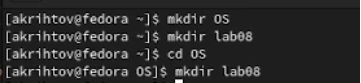 [akrihtov@fedora ~]$ mkdir OS
[akrihtov@fedora ~]$ mkdir lab08
[akrihtov@fedora ~]$ cd OS
[akrihtov@fedora OS]$ mkdir lab08